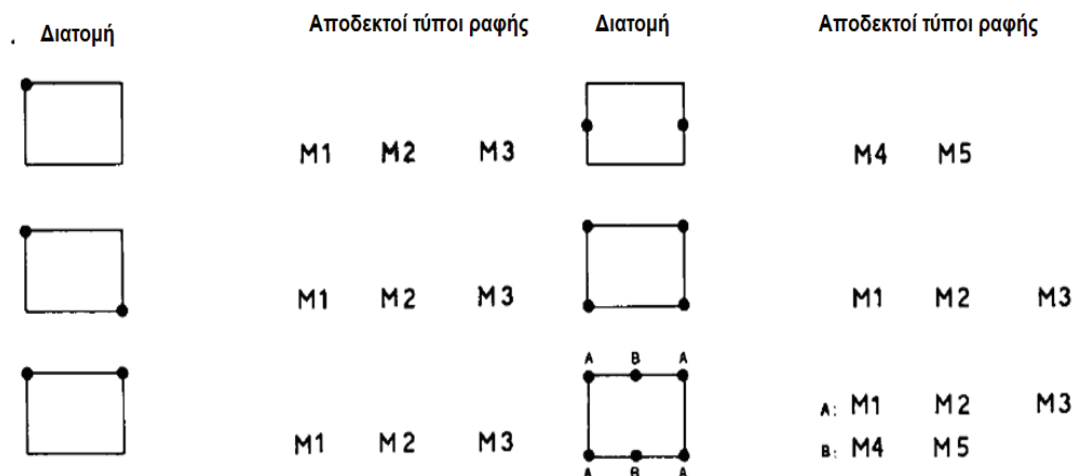 Διατομή Αποδεκτοί τύποι ραφής Διατομή Αποδεκτοί τύποι ραφής
M1 M2 M3 M4 M5
M1 M2 M3 M1 M2 M3
A B A
A: M1 M2 M3
M1 M2 M3 B: M4 M5
A B A